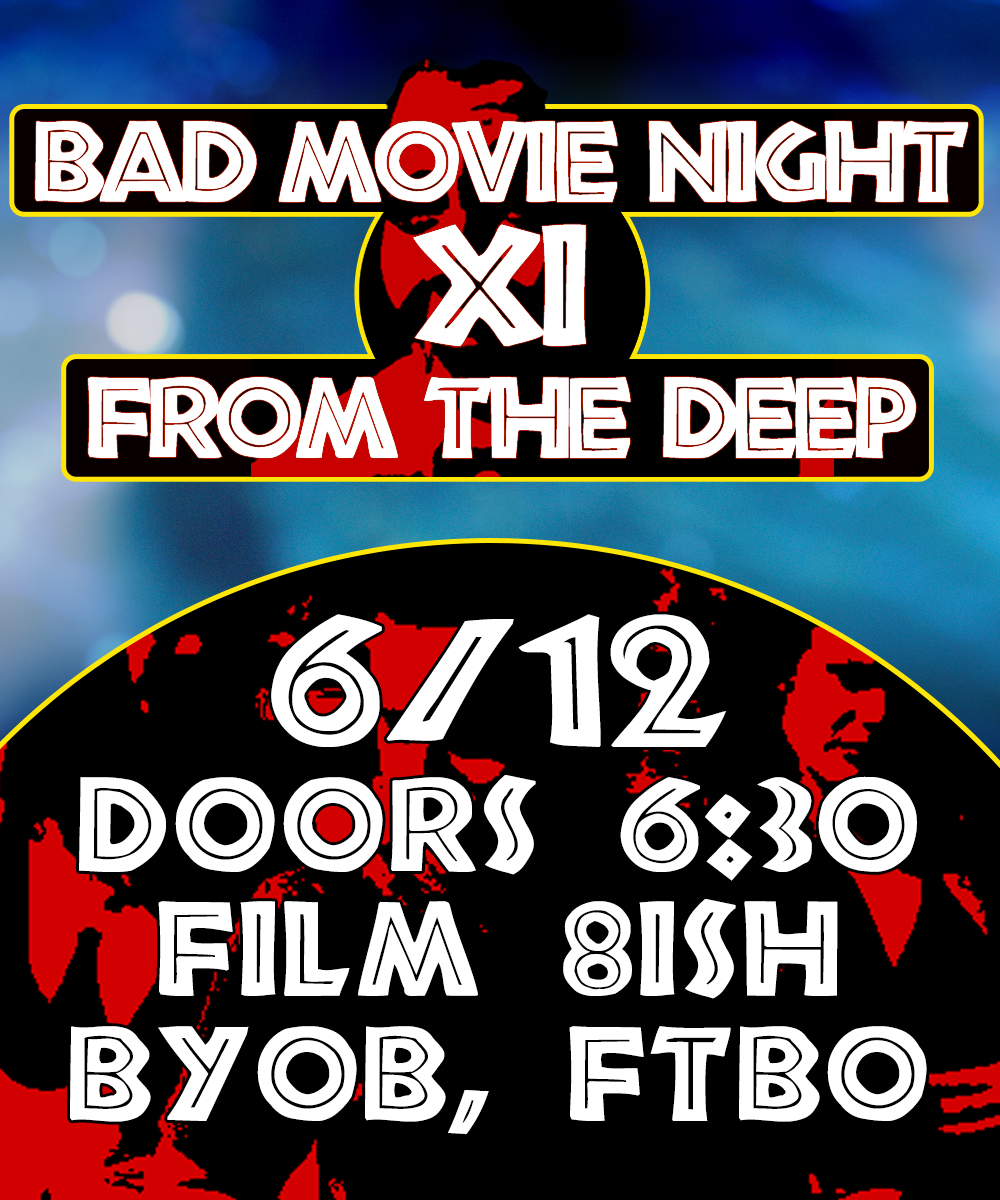 BAD MOVIE NIGHT
XI
FROM THE DEEP
6/12
DOORS 6:30
FILM 8ISH
BYOB, FTBO